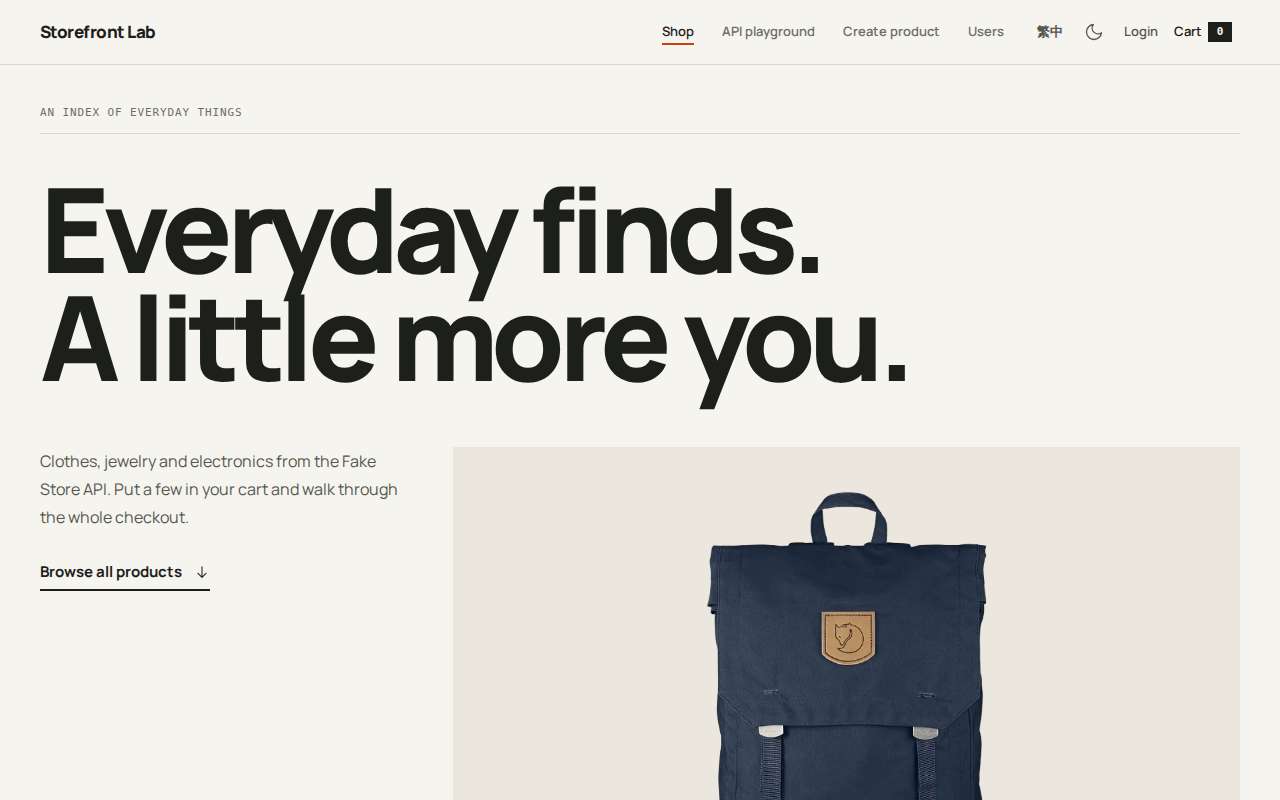 Storefront Lab
Shop
API playground
Create product
Users
繁中
Login
Cart 0
AN INDEX OF EVERYDAY THINGS
Everyday finds.
A little more you.
Clothes, jewelry and electronics from the Fake
Store API. Put a few in your cart and walk through
the whole checkout.
Browse all products ↓